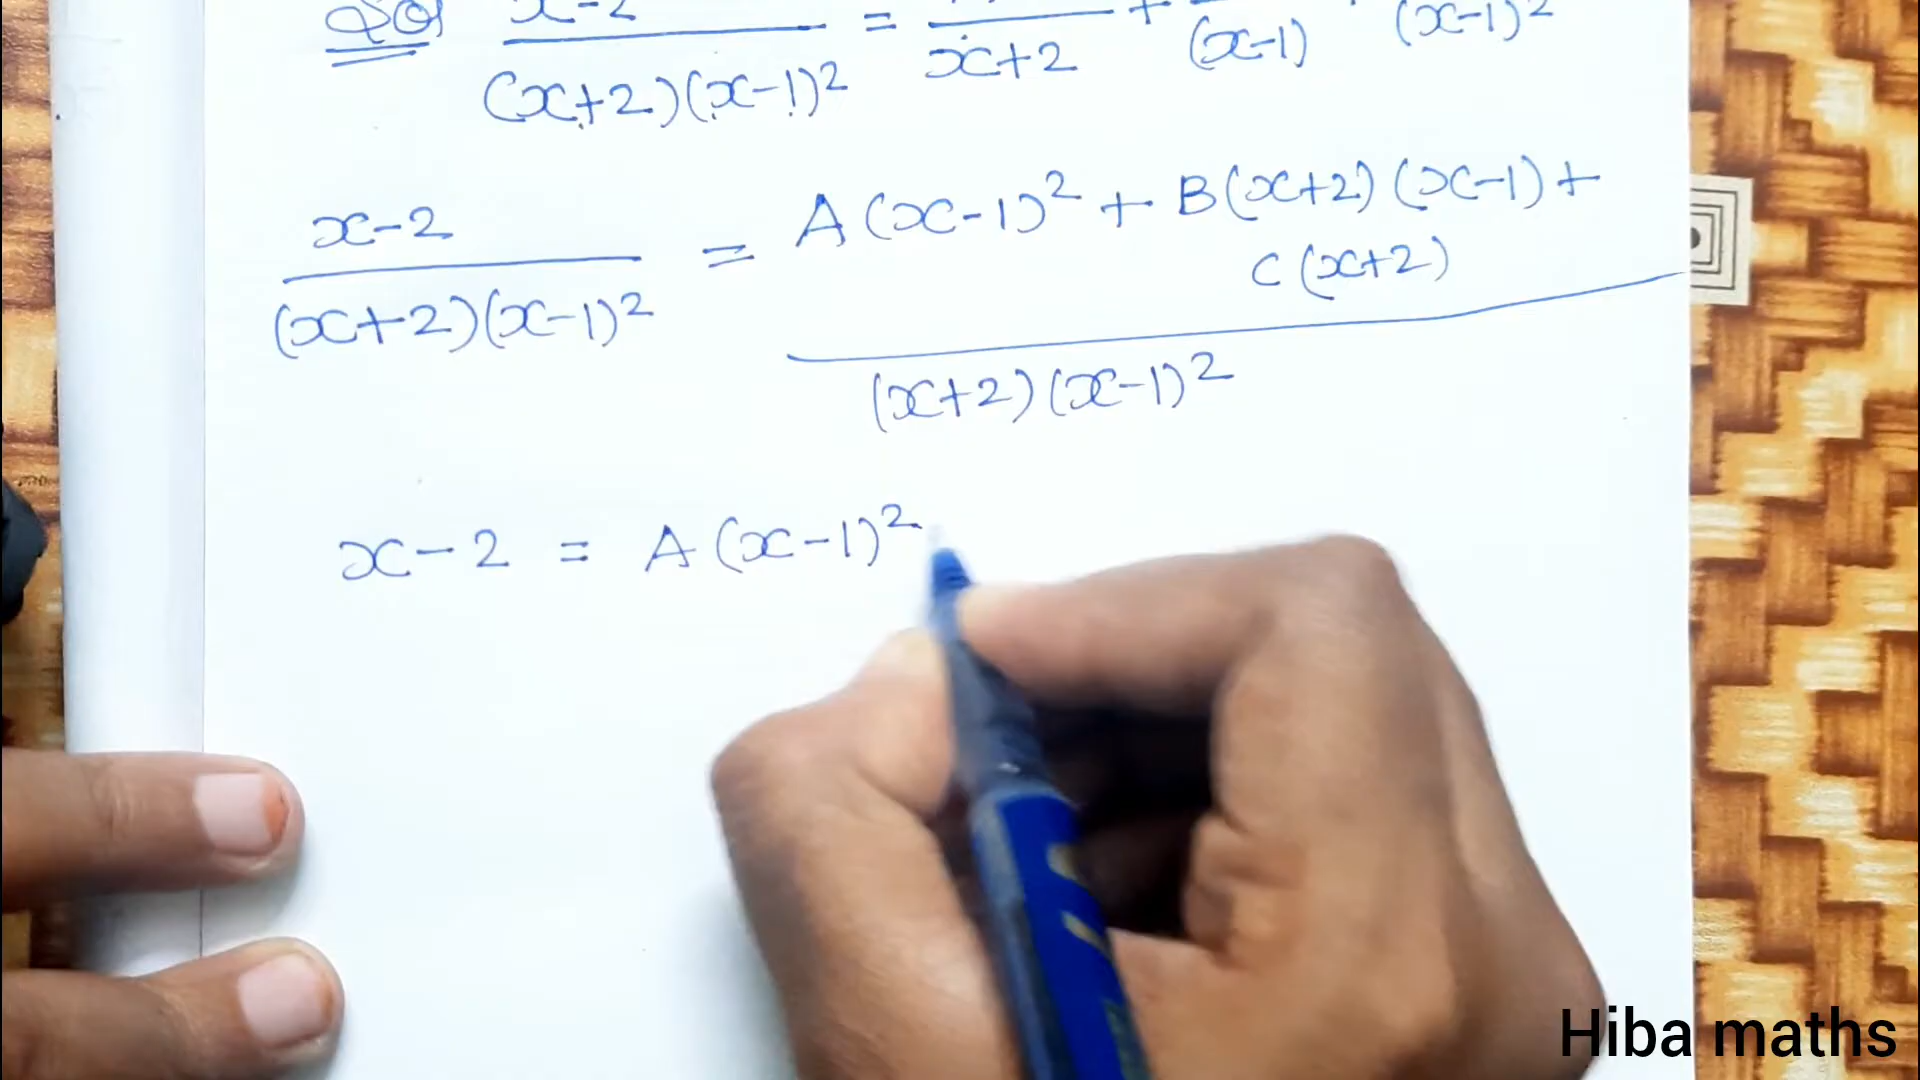 Sol x-2 = + +
(x+2)(x-1)² x+2 (x-1) (x-1)²
x-2 = A(x-1)² + B(x+2)(x-1)+
C(x+2)
(x+2)(x-1)² (x+2)(x-1)²
x-2 = A(x-1)²
Hiba maths